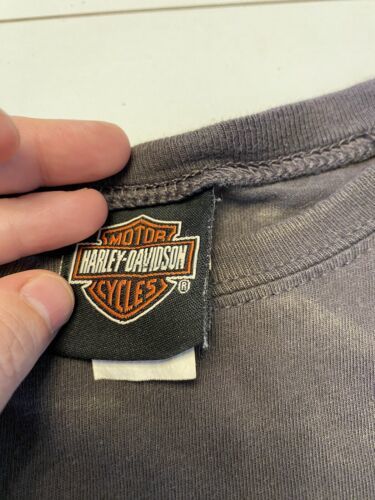 MOTOR
HARLEY-DAVIDSON
CYCLES
®